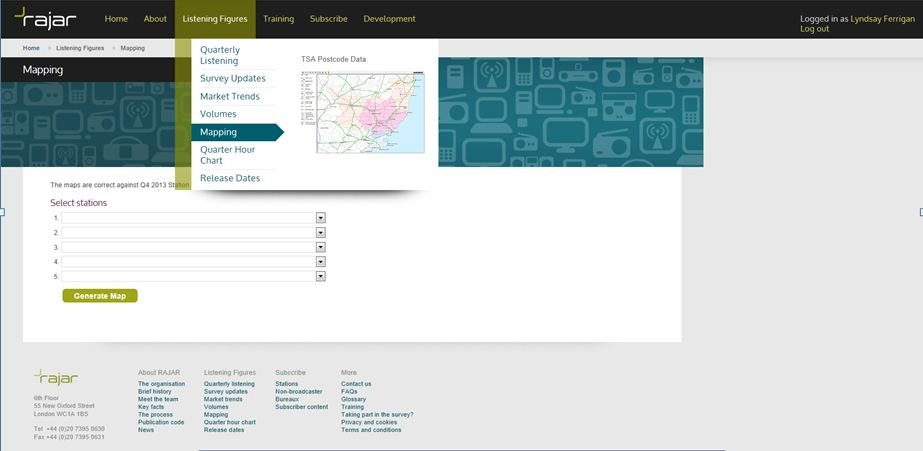 rajar
Home About Listening Figures Training Subscribe Development
Logged in as Lyndsay Ferrigan
Log out
Home » Listening Figures » Mapping
Mapping
Quarterly
Listening
Survey Updates
Market Trends
Volumes
Mapping
Quarter Hour
Chart
Release Dates
TSA Postcode Data
The maps are correct against Q4 2013 Station
Select stations
1.
2.
3.
4.
5.
Generate Map
rajar
6th Floor
55 New Oxford Street
London WC1A 1BS
Tel +44 (0)20 7395 0630
Fax +44 (0)20 7395 0631
About RAJAR
The organisation
Brief history
Meet the team
Key facts
The process
Publication code
News
Listening Figures
Quarterly listening
Survey updates
Market trends
Volumes
Mapping
Quarter hour chart
Release dates
Subscribe
Stations
Non-broadcaster
Bureaux
Subscriber content
More
Contact us
FAQs
Glossary
Training
Taking part in the survey?
Privacy and cookies
Terms and conditions